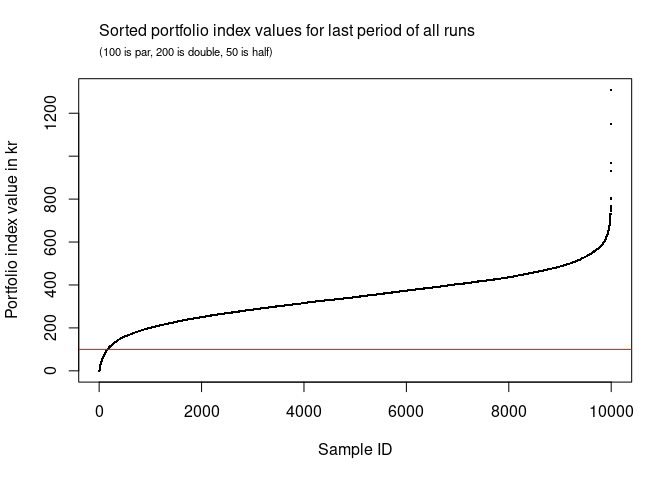 Sorted portfolio index values for last period of all runs
(100 is par, 200 is double, 50 is half)
Portfolio index value in kr
1200
800
600
400
200
0
0 2000 4000 6000 8000 10000
Sample ID